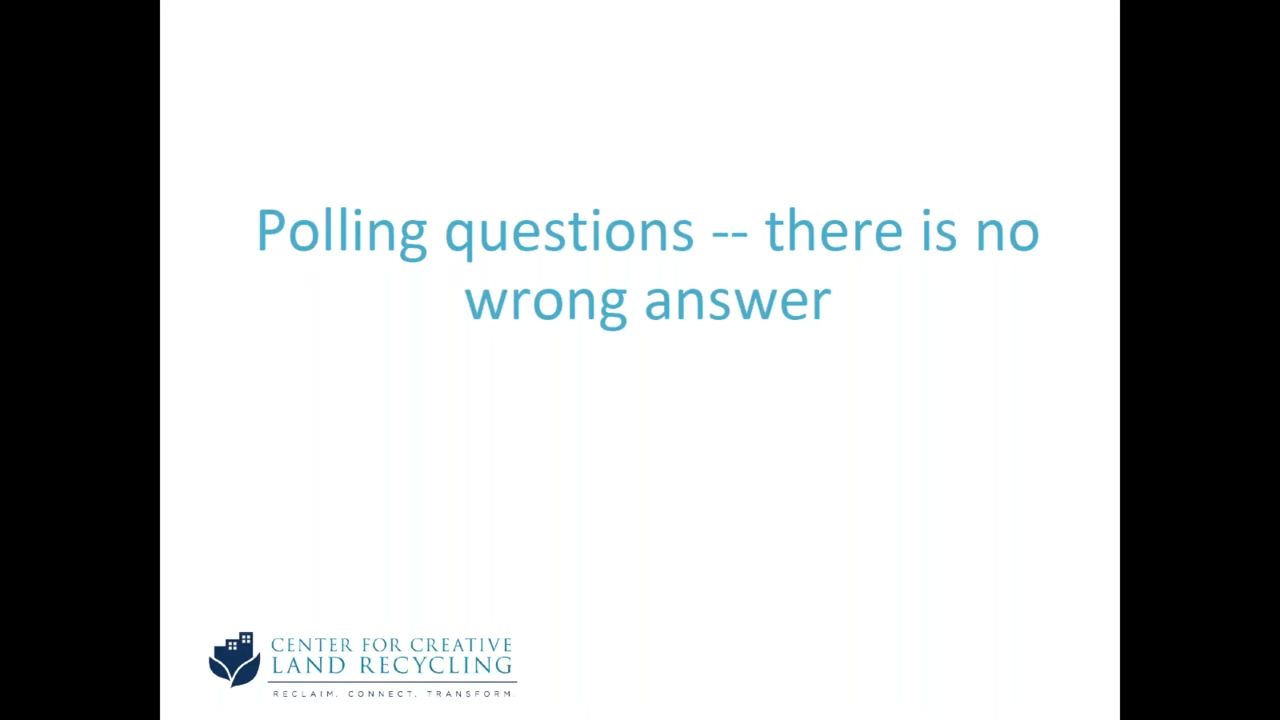 Polling questions -- there is no
wrong answer
CENTER FOR CREATIVE
LAND RECYCLING
RECLAIM. CONNECT. TRANSFORM.